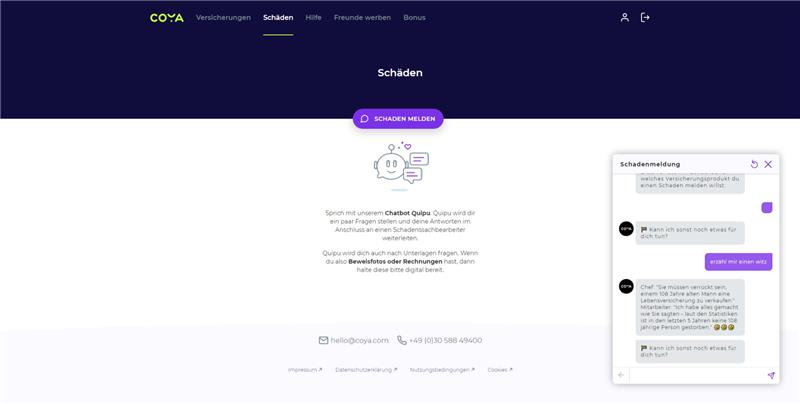 COYA Versicherungen Schäden Hilfe Freunde werben Bonus
Schäden
SCHADEN MELDEN
Sprich mit unserem Chatbot Quipu. Quipu wird dir
ein paar Fragen stellen und deine Antworten im
Anschluss an einen Schadenssachbearbeiter
weiterleiten.
Quipu wird dich auch nach Unterlagen fragen. Wenn
du also Beweisfotos oder Rechnungen hast, dann
halte diese bitte digital bereit.
hello@coya.com +49 (0)30 588 49400
Impressum ↗ Datenschutzerklärung ↗ Nutzungsbedingungen ↗ Cookies ↗
Schadenmeldung
welches Versicherungsprodukt du
einen Schaden melden willst.
COYA
Kann ich sonst noch etwas für
dich tun?
erzähl mir einen witz
COYA
Chef: "Sie müssen verrückt sein,
einem 108 Jahre alten Mann eine
Lebensversicherung zu verkaufen."
Mitarbeiter: "Ich habe alles gemacht
wie Sie sagten - laut den Statistiken
ist in den letzten 5 Jahren keine 108
jährige Person gestorben."
Kann ich sonst noch etwas für
dich tun?